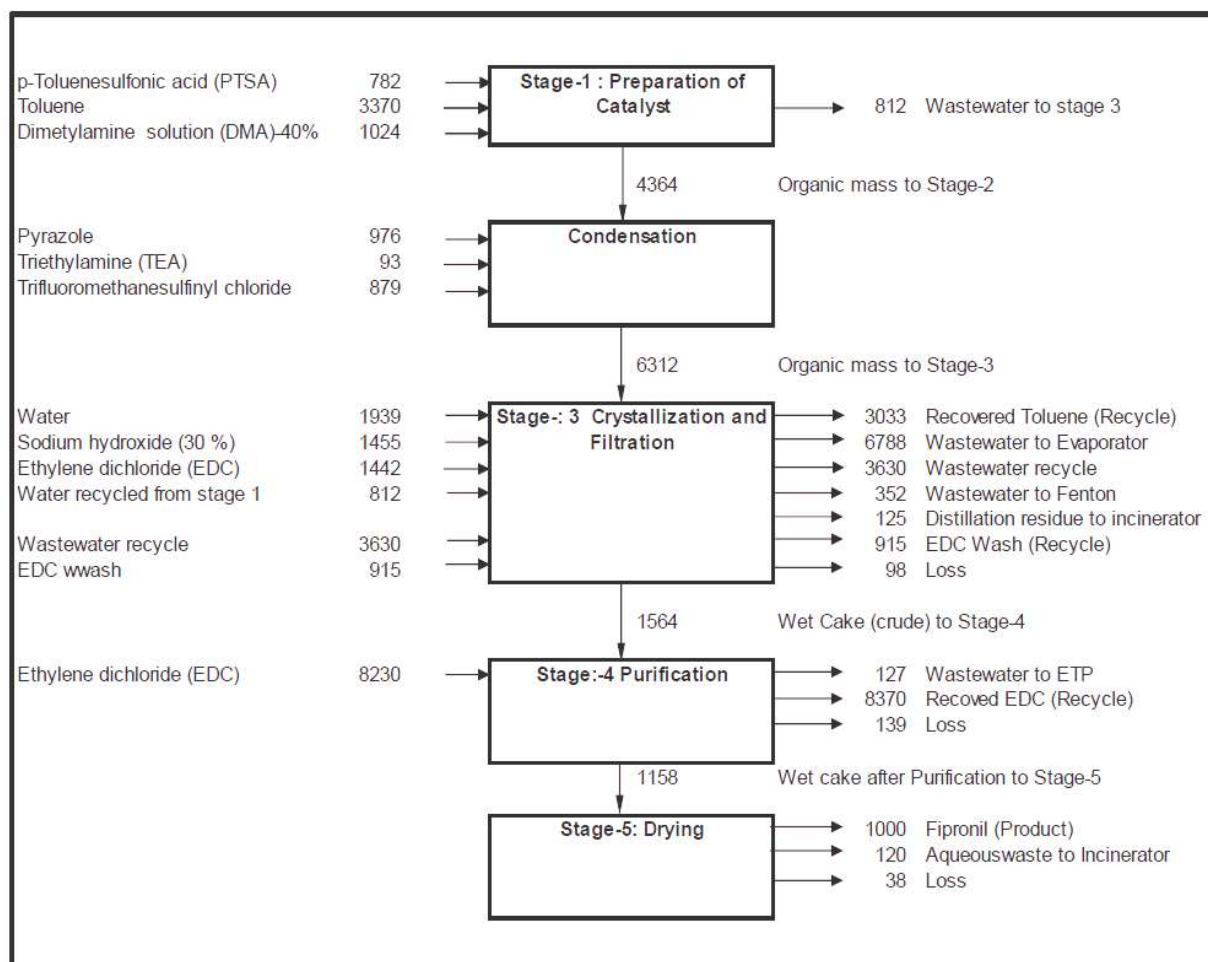 p-Toluenesulfonic acid (PTSA) 782
Toluene 3370
Dimetylamine solution (DMA)-40% 1024
Stage-1 : Preparation of
Catalyst
812 Wastewater to stage 3
4364 Organic mass to Stage-2
Pyrazole 976
Triethylamine (TEA) 93
Trifluoromethanesulfinyl chloride 879
Condensation
6312 Organic mass to Stage-3
Water 1939
Sodium hydroxide (30 %) 1455
Ethylene dichloride (EDC) 1442
Water recycled from stage 1 812
Wastewater recycle 3630
EDC wwash 915
Stage-: 3 Crystallization and
Filtration
3033 Recovered Toluene (Recycle)
6788 Wastewater to Evaporator
3630 Wastewater recycle
352 Wastewater to Fenton
125 Distillation residue to incinerator
915 EDC Wash (Recycle)
98 Loss
1564 Wet Cake (crude) to Stage-4
Ethylene dichloride (EDC) 8230
Stage:-4 Purification
127 Wastewater to ETP
8370 Recoved EDC (Recycle)
139 Loss
1158 Wet cake after Purification to Stage-5
Stage-5: Drying
1000 Fipronil (Product)
120 Aqueouswaste to Incinerator
38 Loss